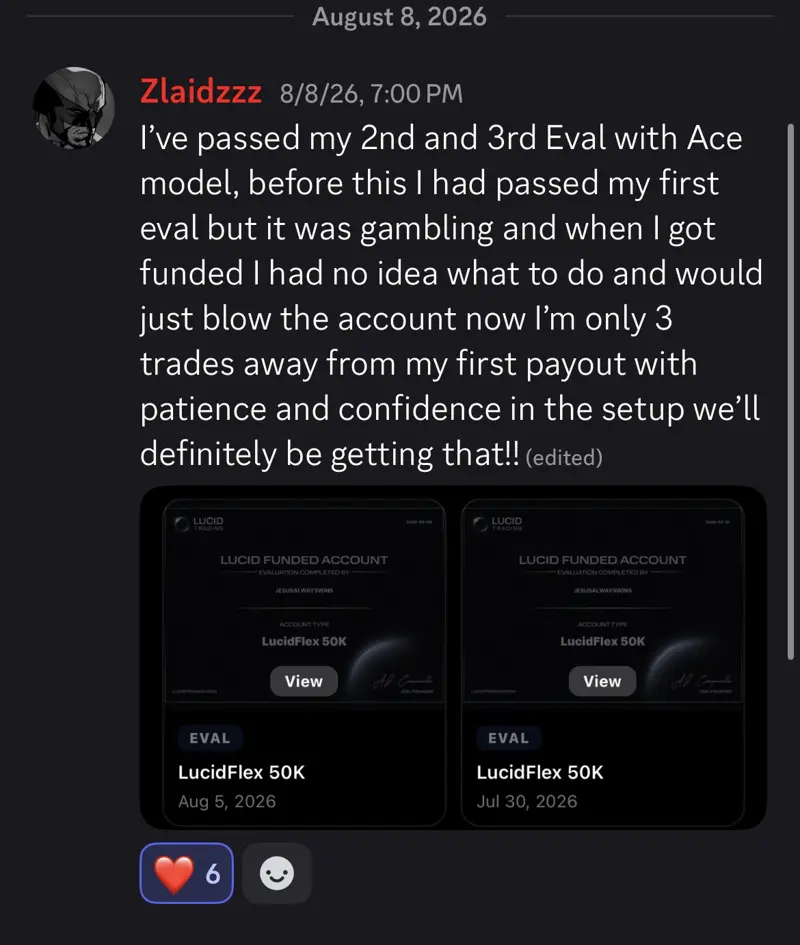 August 8, 2026
Zlaidzzz 8/8/26, 7:00 PM
I’ve passed my 2nd and 3rd Eval with Ace
model, before this I had passed my first
eval but it was gambling and when I got
funded I had no idea what to do and would
just blow the account now I’m only 3
trades away from my first payout with
patience and confidence in the setup we’ll
definitely be getting that!! (edited)
LUCID
TRADING
LUCID FUNDED ACCOUNT
EVALUATION COMPLETED BY
JESUSALWAYSWINS
ACCOUNT TYPE
LucidFlex 50K
View
EVAL
LucidFlex 50K
Aug 5, 2026
LUCID
TRADING
LUCID FUNDED ACCOUNT
EVALUATION COMPLETED BY
JESUSALWAYSWINS
ACCOUNT TYPE
LucidFlex 50K
View
EVAL
LucidFlex 50K
Jul 30, 2026
6